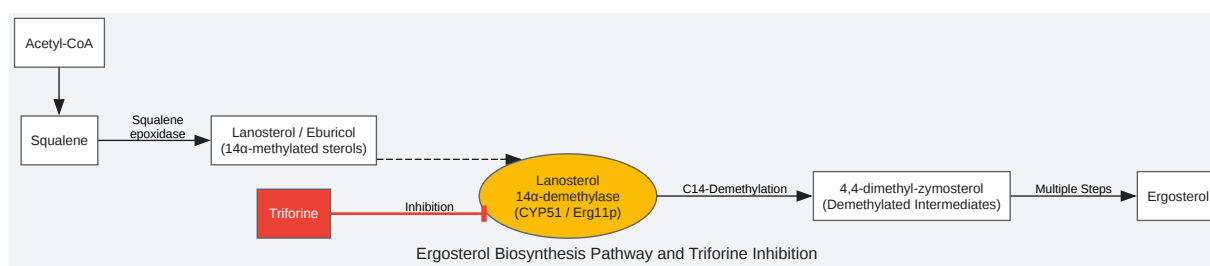 Acetyl-CoA
Squalene
Squalene
epoxidase
Lanosterol / Eburicol
(14α-methylated sterols)
Triforine
Inhibition
Lanosterol
14α-demethylase
(CYP51 / Erg11p)
C14-Demethylation
4,4-dimethyl-zymosterol
(Demethylated Intermediates)
Multiple Steps
Ergosterol
Ergosterol Biosynthesis Pathway and Triforine Inhibition